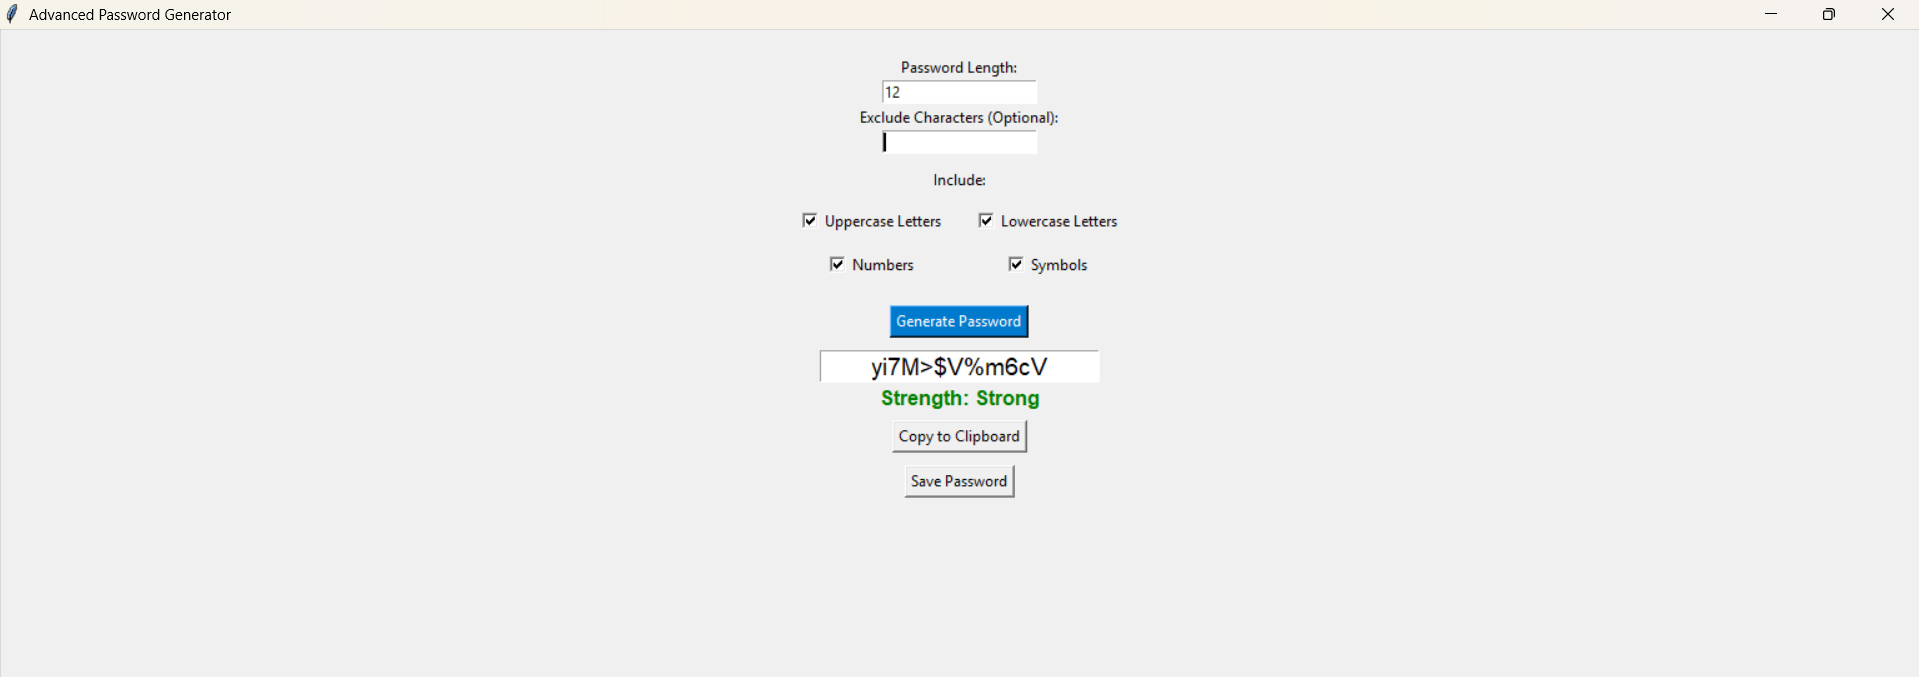 Advanced Password Generator
Password Length:
12
Exclude Characters (Optional):
Include:
Uppercase Letters Lowercase Letters
Numbers Symbols
Generate Password
yi7M>$V%m6cV
Strength: Strong
Copy to Clipboard
Save Password